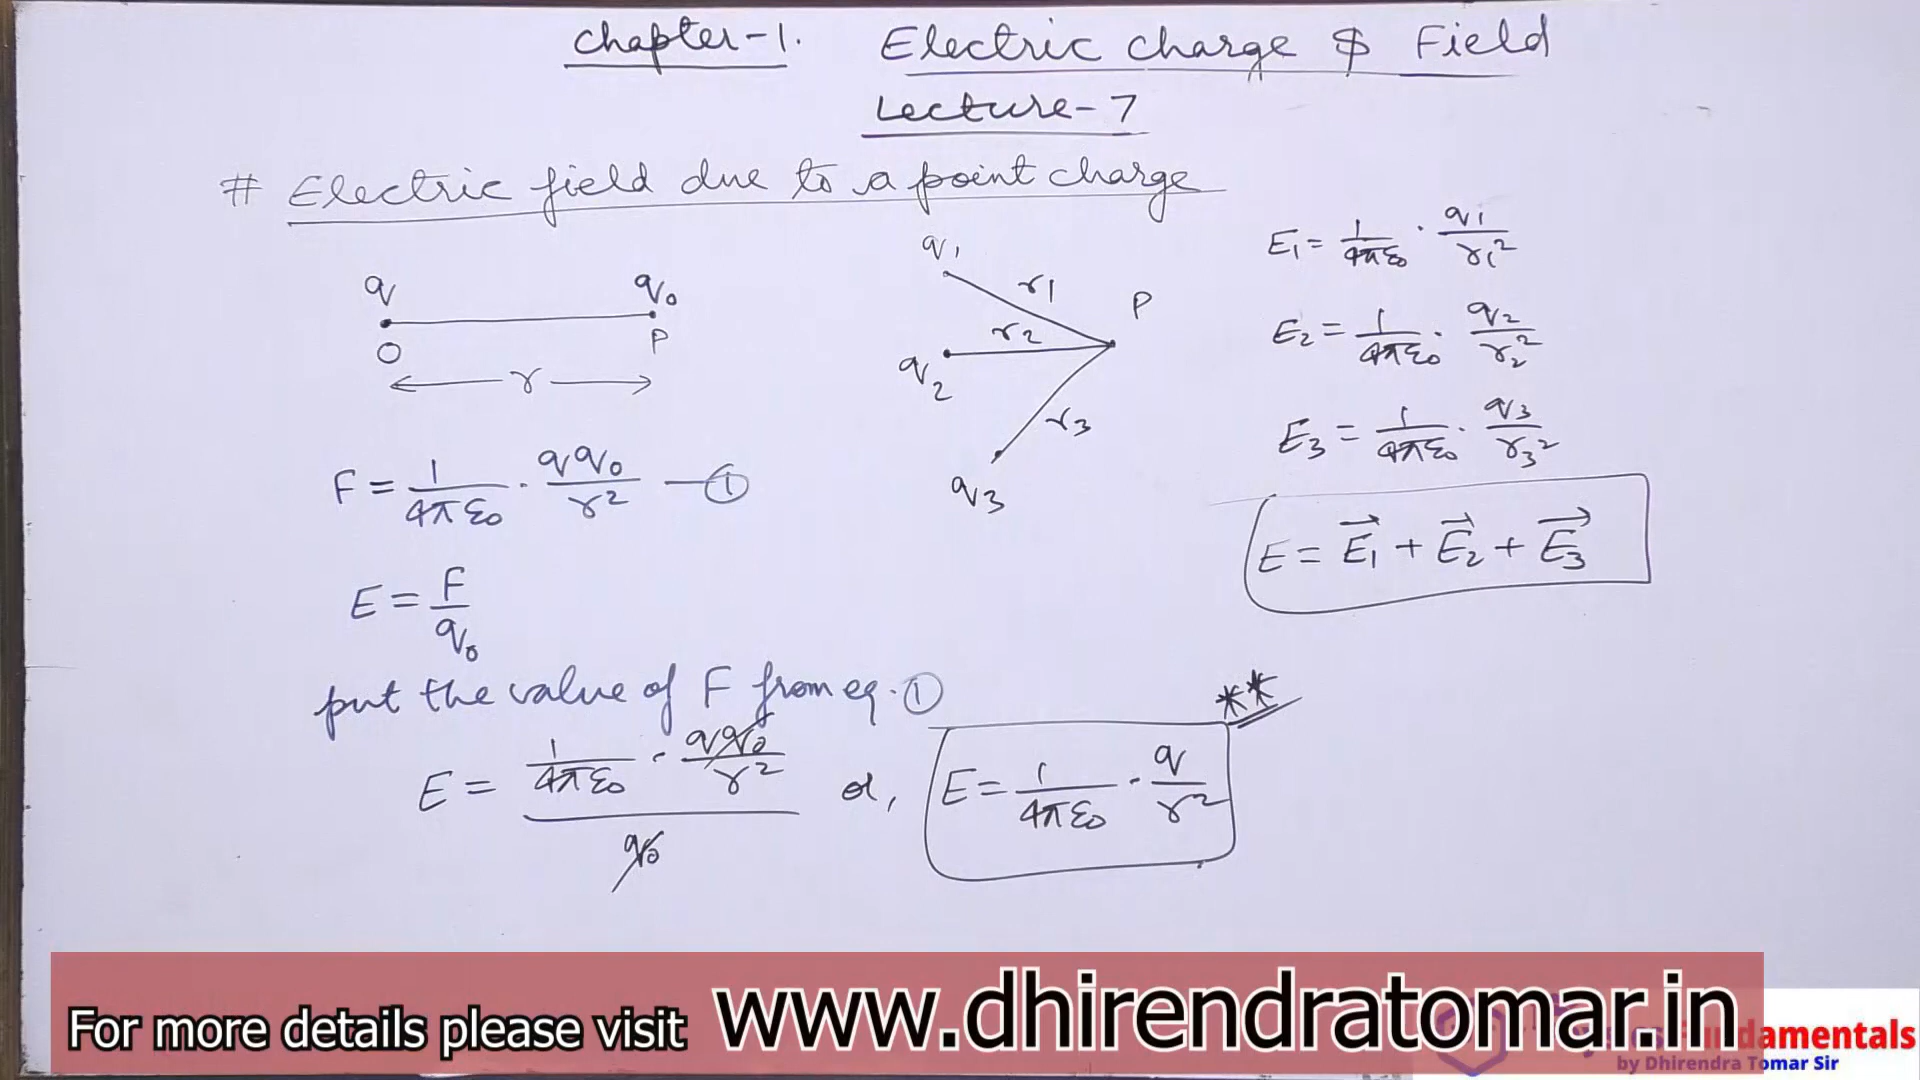 Chapter-1. Electric charge & Field
Lecture-7
# Electric field due to a point charge
q q₀
O P
r
F = 1/4πε₀ · qq₀/r² — ①
E = F/q₀
put the value of F from eq. ①
E = (1/4πε₀ · qq₀/r²)/q₀ or, E = 1/4πε₀ · q/r² **
q₁
r₁
P
r₂
q₂
r₃
q₃
E₁ = 1/4πε₀ · q₁/r₁²
E₂ = 1/4πε₀ · q₂/r₂²
E₃ = 1/4πε₀ · q₃/r₃²
E = E⃗₁ + E⃗₂ + E⃗₃
For more details please visit www.dhirendratomar.in
by Dhirendra Tomar Sir